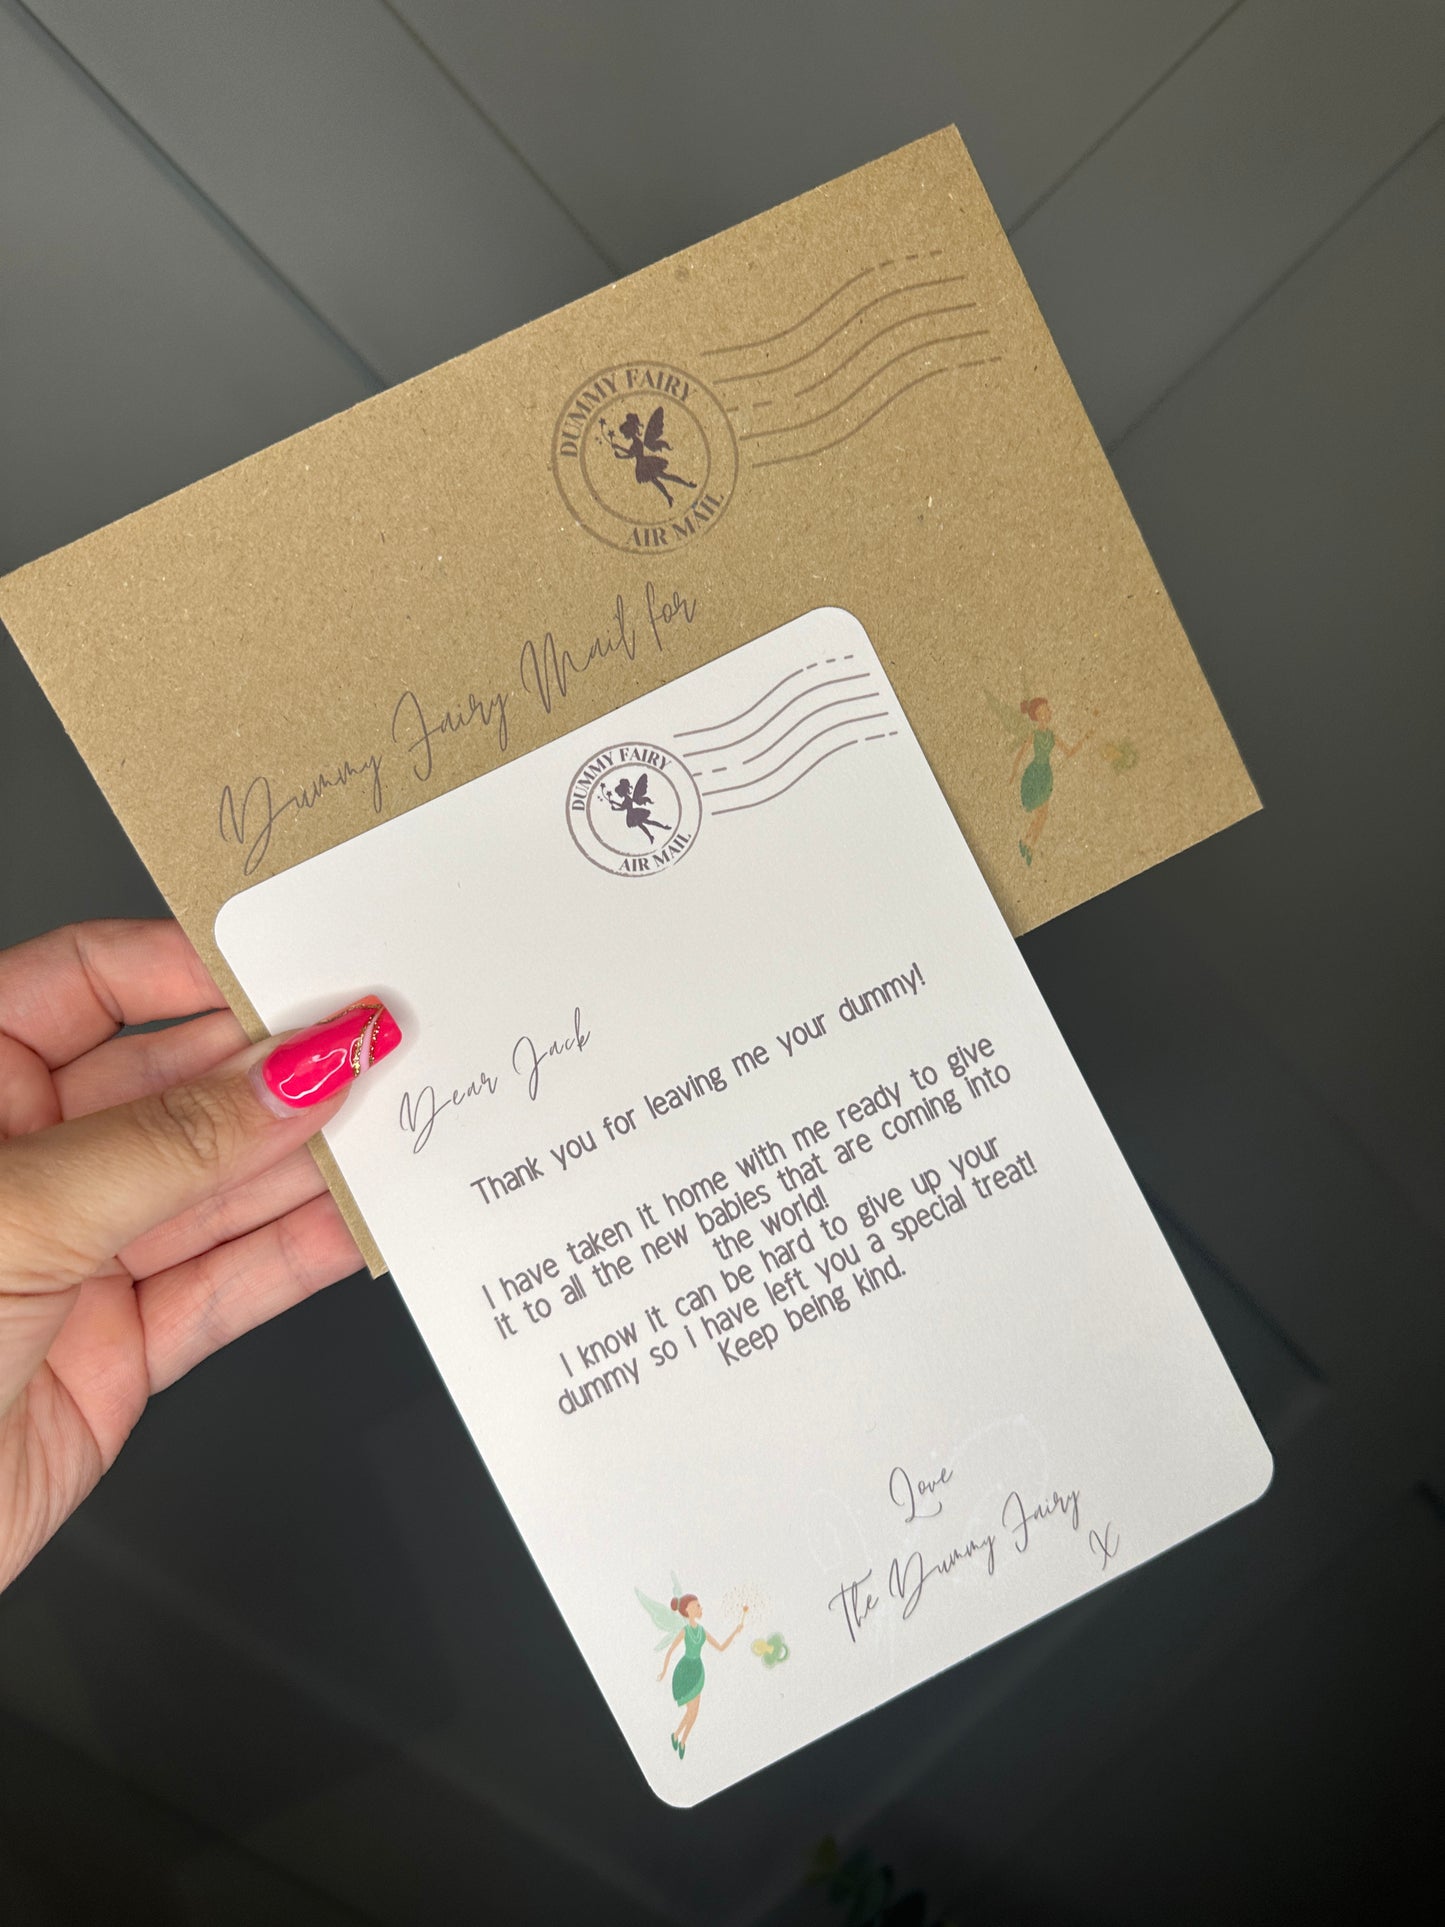 DUMMY FAIRY
AIR MAIL
Dummy Fairy Mail for
DUMMY FAIRY
AIR MAIL
Dear Jack
Thank you for leaving me your dummy!
I have taken it home with me ready to give
it to all the new babies that are coming into
the world!
I know it can be hard to give up your
dummy so i have left you a special treat!
Keep being kind.
Love
The Dummy Fairy
X